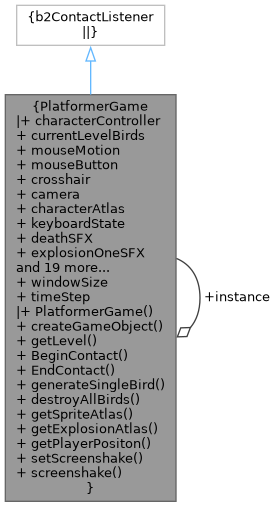 {b2ContactListener
||}
{PlatformerGame
|+ characterController
+ currentLevelBirds
+ mouseMotion
+ mouseButton
+ crosshair
+ camera
+ characterAtlas
+ keyboardState
+ deathSFX
+ explosionOneSFX
and 19 more...
+ windowSize
+ timeStep
|+ PlatformerGame()
+ createGameObject()
+ getLevel()
+ BeginContact()
+ EndContact()
+ generateSingleBird()
+ destroyAllBirds()
+ getSpriteAtlas()
+ getExplosionAtlas()
+ getPlayerPositon()
+ setScreenshake()
+ screenshake()
}
+instance